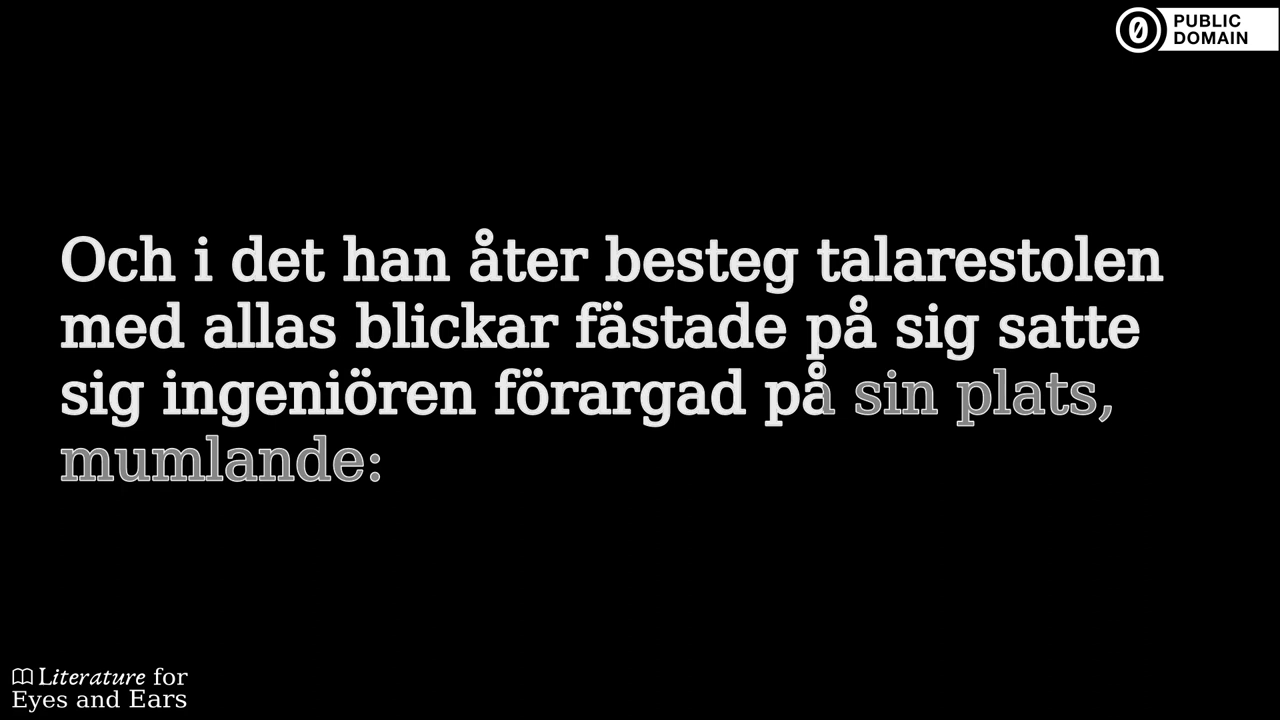 PUBLIC
DOMAIN
Och i det han åter besteg talarestolen
med allas blickar fästade på sig satte
sig ingeniören förargad på sin plats,
mumlande:
Literature for
Eyes and Ears